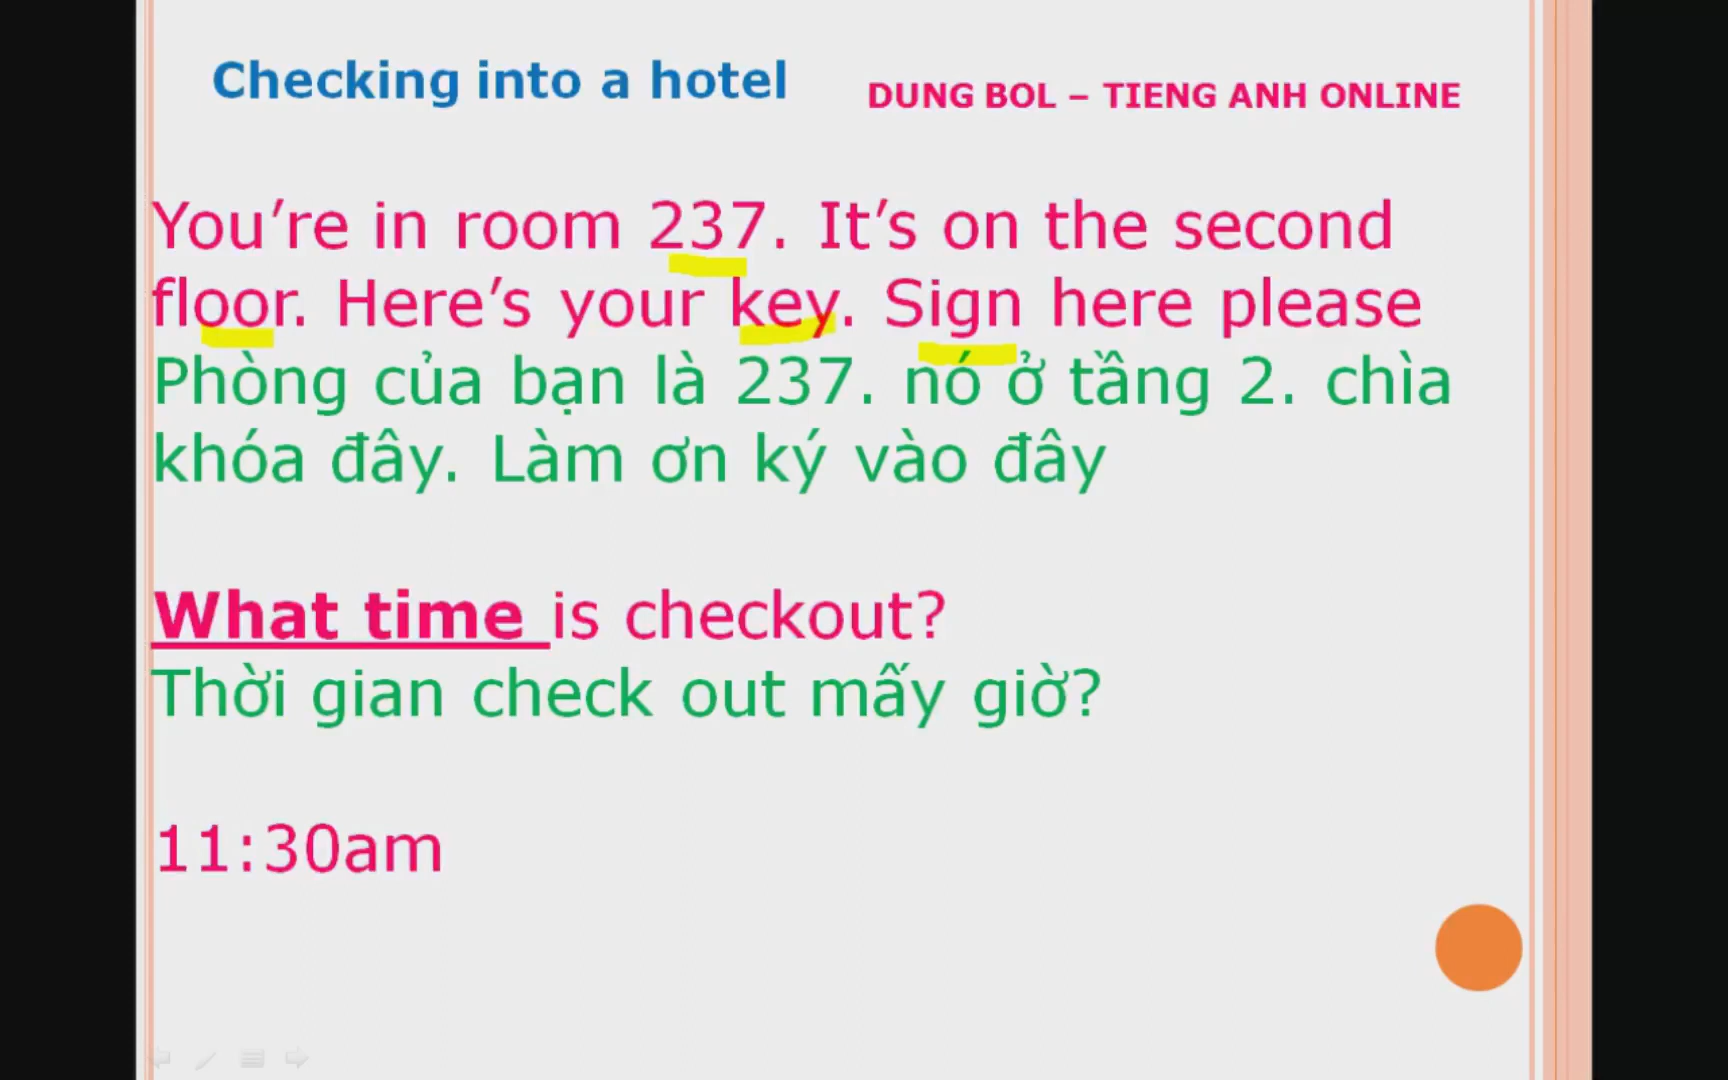 Checking into a hotel
DUNG BOL – TIENG ANH ONLINE
You’re in room 237. It’s on the second
floor. Here’s your key. Sign here please
Phòng của bạn là 237. nó ở tầng 2. chìa
khóa đây. Làm ơn ký vào đây
What time is checkout?
Thời gian check out mấy giờ?
11:30am